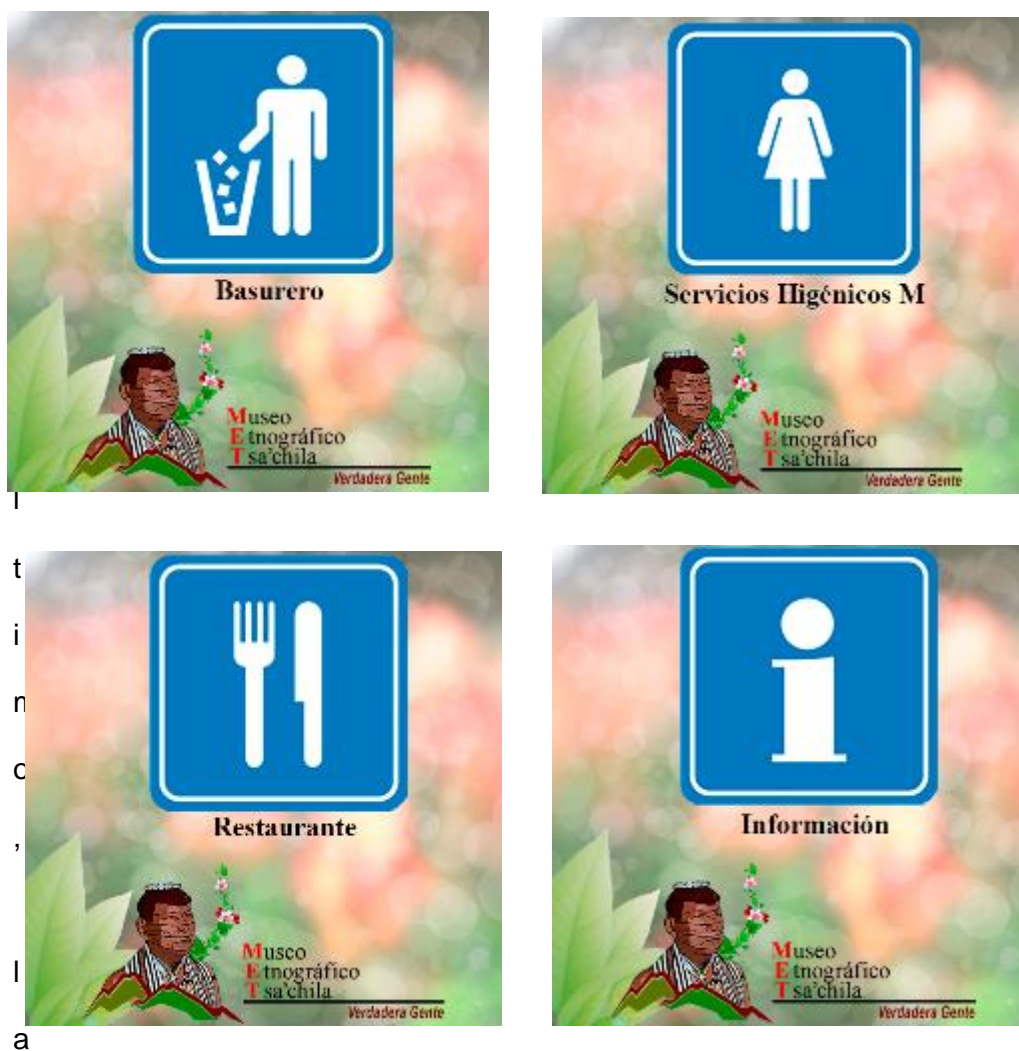 Basurero
Museo
Etnográfico
Tsa'chila
Verdadera Gente
Servicios Higénicos M
Museo
Etnográfico
Tsa'chila
Verdadera Gente
l
t
i
m
o
,
l
a
Restaurante
Museo
Etnográfico
Tsa'chila
Verdadera Gente
Información
Museo
Etnográfico
Tsa'chila
Verdadera Gente